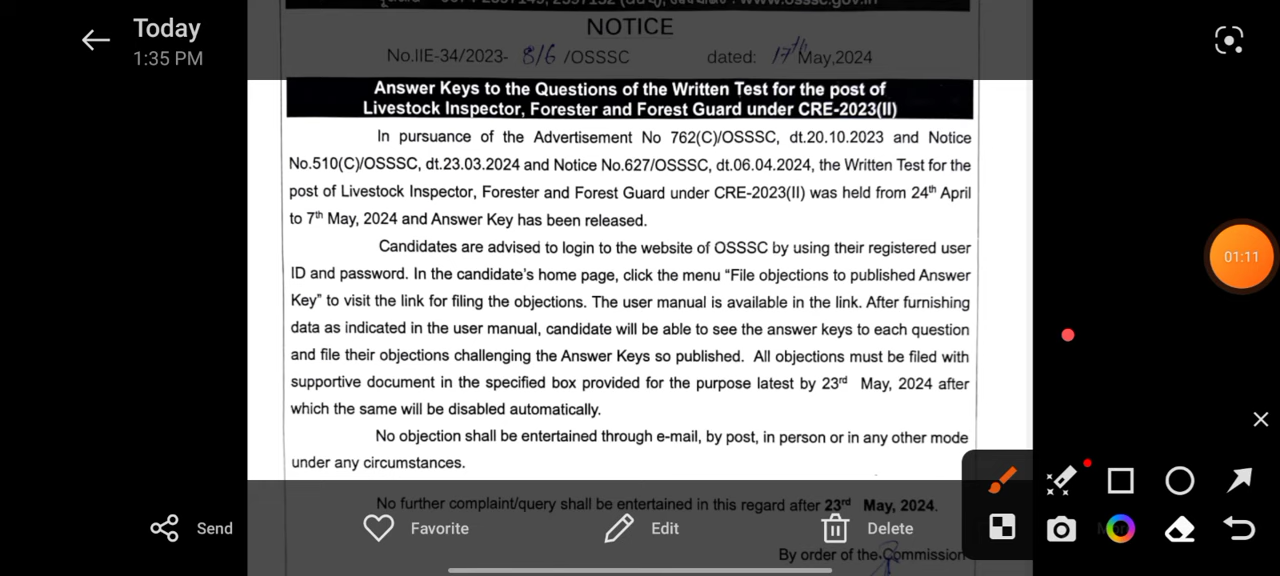 Today
1:35 PM
www.osssc.gov.in
NOTICE
No.IIE-34/2023- 816 /OSSSC dated: 17th May,2024
Answer Keys to the Questions of the Written Test for the post of
Livestock Inspector, Forester and Forest Guard under CRE-2023(II)
In pursuance of the Advertisement No 762(C)/OSSSC, dt.20.10.2023 and Notice
No.510(C)/OSSSC, dt.23.03.2024 and Notice No.627/OSSSC, dt.06.04.2024, the Written Test for the
post of Livestock Inspector, Forester and Forest Guard under CRE-2023(II) was held from 24th April
to 7th May, 2024 and Answer Key has been released.
Candidates are advised to login to the website of OSSSC by using their registered user
ID and password. In the candidate's home page, click the menu “File objections to published Answer
Key” to visit the link for filing the objections. The user manual is available in the link. After furnishing
data as indicated in the user manual, candidate will be able to see the answer keys to each question
and file their objections challenging the Answer Keys so published. All objections must be filed with
supportive document in the specified box provided for the purpose latest by 23rd May, 2024 after
which the same will be disabled automatically.
No objection shall be entertained through e-mail, by post, in person or in any other mode
under any circumstances.
No further complaint/query shall be entertained in this regard after 23rd May, 2024.
By order of the Commission
01:11
Send
Favorite
Edit
Delete